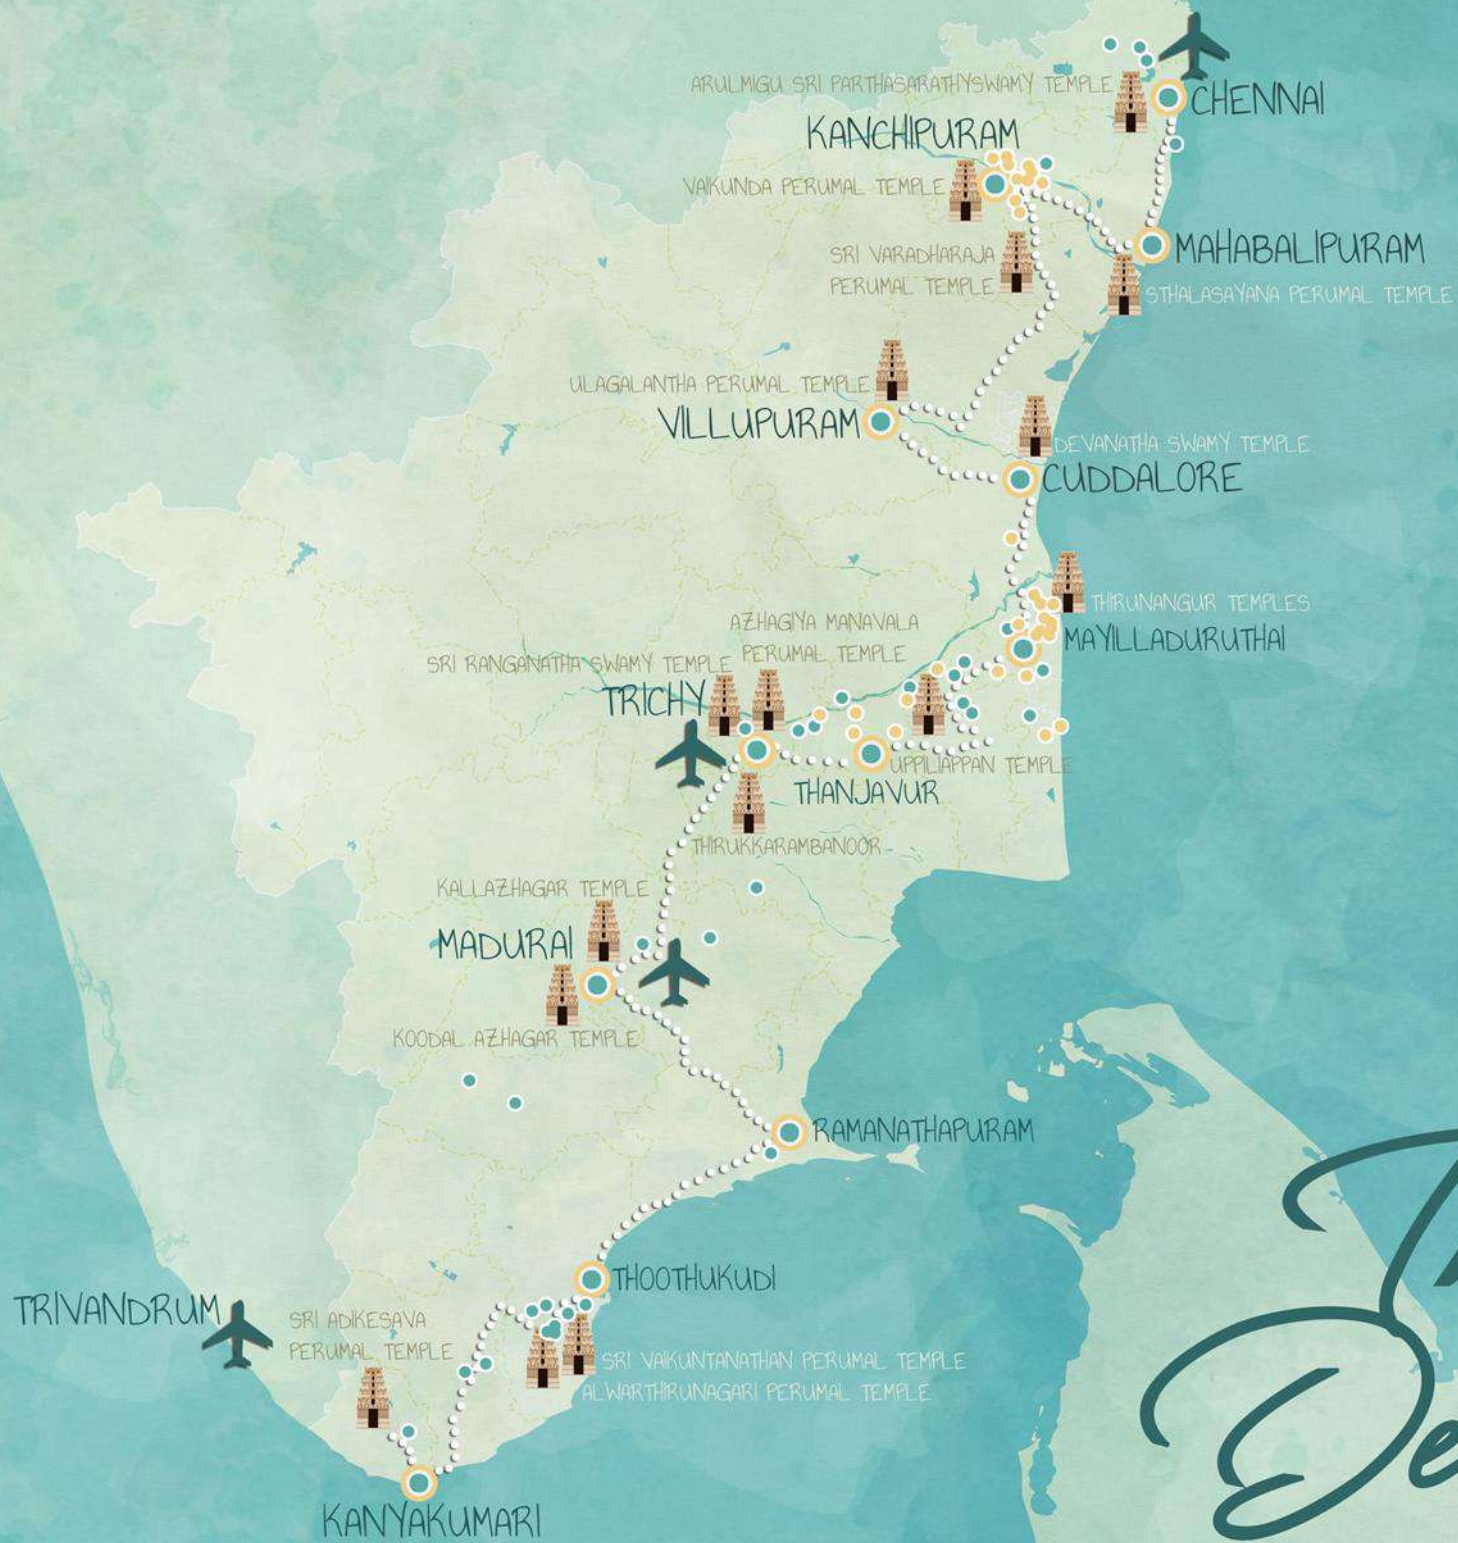 ARULMIGU SRI PARTHASARATHYSWAMY TEMPLE
CHENNAI
KANCHIPURAM
VAIKUNDA PERUMAL TEMPLE
SRI VARADHARAJA
PERUMAL TEMPLE
MAHABALIPURAM
STHALASAYANA PERUMAL TEMPLE
ULAGALANTHA PERUMAL TEMPLE
VILLUPURAM
DEVANATHA SWAMY TEMPLE
CUDDALORE
THIRUNANGUR TEMPLES
MAYILLADURUTHAI
AZHAGIYA MANAVALA
PERUMAL TEMPLE
SRI RANGANATHA SWAMY TEMPLE
TRICHY
UPPILIAPPAN TEMPLE
THANJAVUR
THIRUKKARAMBANOOR
KALLAZHAGAR TEMPLE
MADURAI
KOODAL AZHAGAR TEMPLE
RAMANATHAPURAM
THOOTHUKUDI
TRIVANDRUM
SRI ADIKESAVA
PERUMAL TEMPLE
SRI VAIKUNTANATHAN PERUMAL TEMPLE
ALWARTHIRUNAGARI PERUMAL TEMPLE
KANYAKUMARI